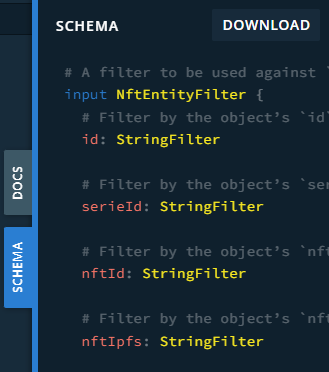 SCHEMA
DOWNLOAD
# A filter to be used against `
input NftEntityFilter {
# Filter by the object’s `id`
id: StringFilter
# Filter by the object’s `ser
serieId: StringFilter
# Filter by the object’s `nft
nftId: StringFilter
# Filter by the object’s `nft
nftIpfs: StringFilter
DOCS
SCHEMA